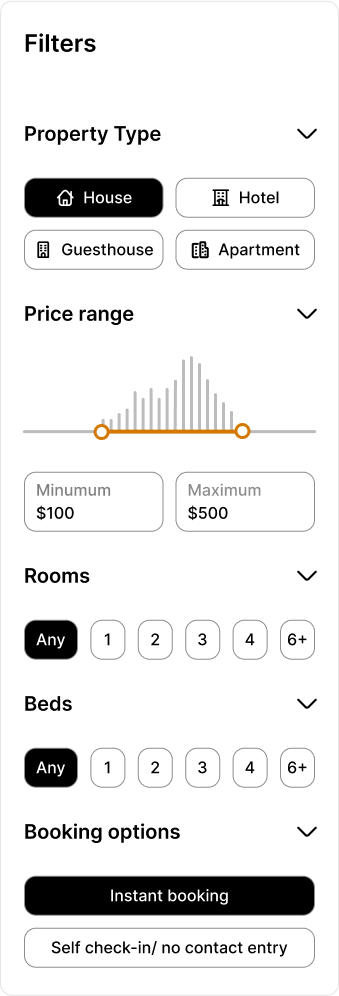 Filters
Property Type
House Hotel
Guesthouse Apartment
Price range
Minumum Maximum
$100 $500
Rooms
Any 1 2 3 4 6+
Beds
Any 1 2 3 4 6+
Booking options
Instant booking
Self check-in/ no contact entry